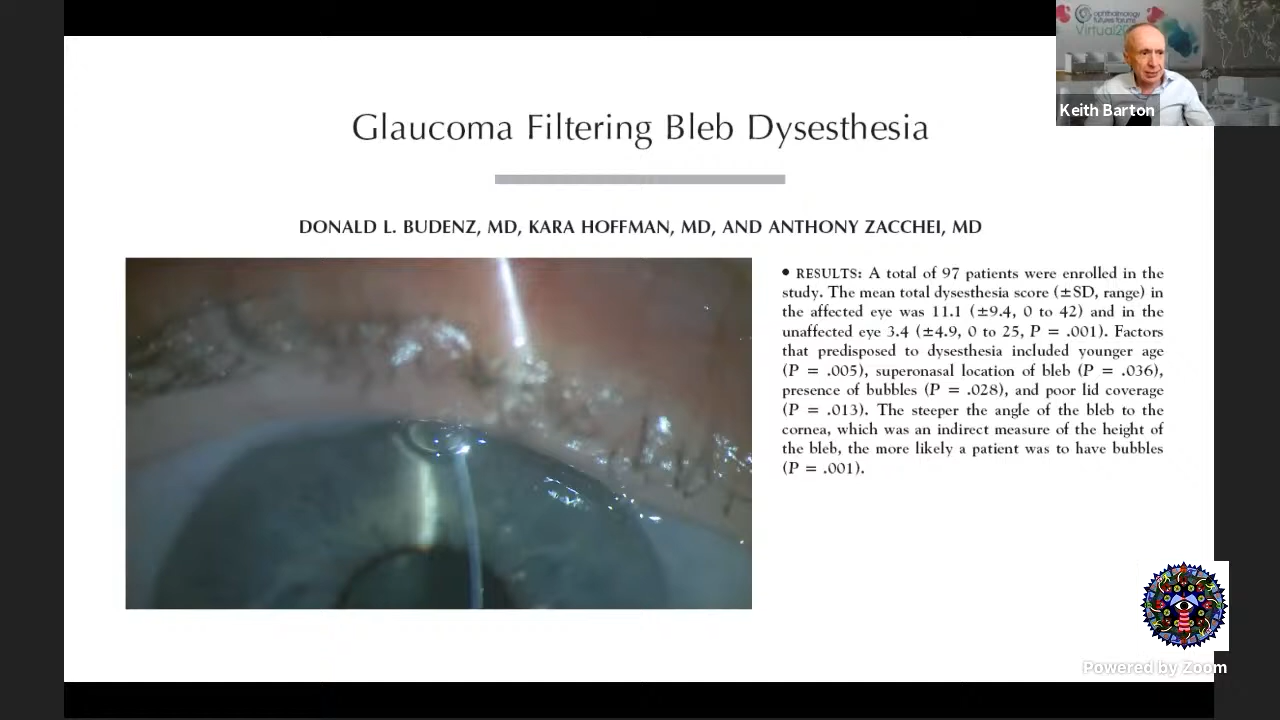 ophthalmology
futures forums
Virtual20
Keith Barton
Glaucoma Filtering Bleb Dysesthesia
DONALD L. BUDENZ, MD, KARA HOFFMAN, MD, AND ANTHONY ZACCHEI, MD
• RESULTS: A total of 97 patients were enrolled in the
study. The mean total dysesthesia score (±SD, range) in
the affected eye was 11.1 (±9.4, 0 to 42) and in the
unaffected eye 3.4 (±4.9, 0 to 25, P = .001). Factors
that predisposed to dysesthesia included younger age
(P = .005), superonasal location of bleb (P = .036),
presence of bubbles (P = .028), and poor lid coverage
(P = .013). The steeper the angle of the bleb to the
cornea, which was an indirect measure of the height of
the bleb, the more likely a patient was to have bubbles
(P = .001).
Powered by Zoom